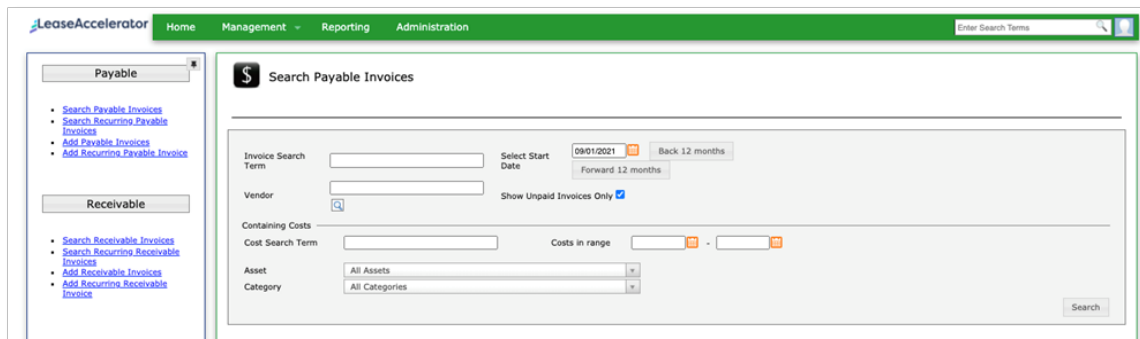 LeaseAccelerator Home Management Reporting Administration Enter Search Terms
Payable
Search Payable Invoices
Search Recurring Payable
Invoices
Add Payable Invoices
Add Recurring Payable Invoice
Receivable
Search Receivable Invoices
Search Recurring Receivable
Invoices
Add Receivable Invoices
Add Recurring Receivable
Invoice
$ Search Payable Invoices
Invoice Search
Term
Select Start
Date
09/01/2021 Back 12 months
Forward 12 months
Vendor
Show Unpaid Invoices Only
Containing Costs
Cost Search Term Costs in range -
Asset All Assets
Category All Categories
Search